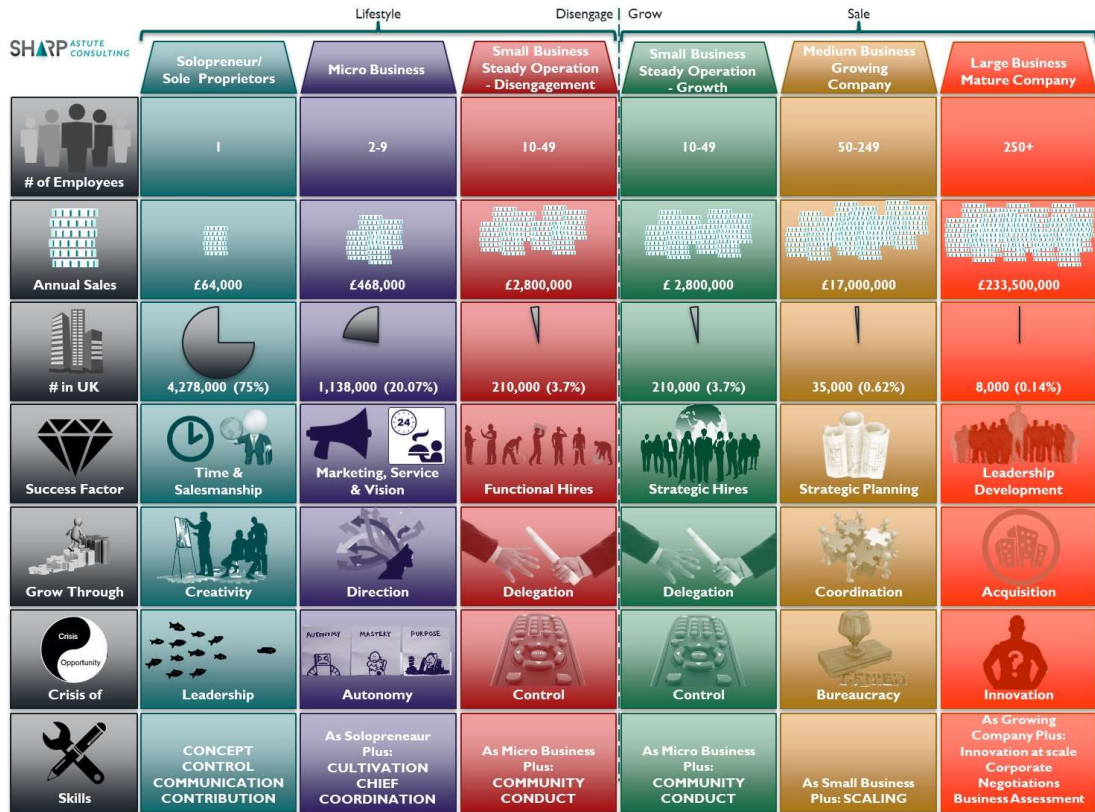 Lifestyle
Disengage
Grow
Sale
SHARP ASTUTE
CONSULTING
Solopreneur/
Sole Proprietors
Micro Business
Small Business
Steady Operation
- Disengagement
Small Business
Steady Operation
- Growth
Medium Business
Growing
Company
Large Business
Mature Company
# of Employees
1
2-9
10-49
10-49
50-249
250+
Annual Sales
£64,000
£468,000
£2,800,000
£ 2,800,000
£17,000,000
£233,500,000
# in UK
4,278,000 (75%)
1,138,000 (20.07%)
210,000 (3.7%)
210,000 (3.7%)
35,000 (0.62%)
8,000 (0.14%)
Success Factor
Time &
Salesmanship
24
Marketing, Service
& Vision
Functional Hires
Strategic Hires
Strategic Planning
Leadership
Development
Grow Through
Creativity
Direction
Delegation
Delegation
Coordination
Acquisition
Crisis
Opportunity
Crisis of
Leadership
AUTONOMY
MASTERY
PURPOSE
Autonomy
Control
Control
DENIED
Bureaucracy
?
Innovation
Skills
CONCEPT
CONTROL
COMMUNICATION
CONTRIBUTION
As Solopreneaur
Plus:
CULTIVATION
CHIEF
COORDINATION
As Micro Business
Plus:
COMMUNITY
CONDUCT
As Micro Business
Plus:
COMMUNITY
CONDUCT
As Small Business
Plus: SCALING
As Growing
Company Plus:
Innovation at scale
Corporate
Negotiations
Business Assessment